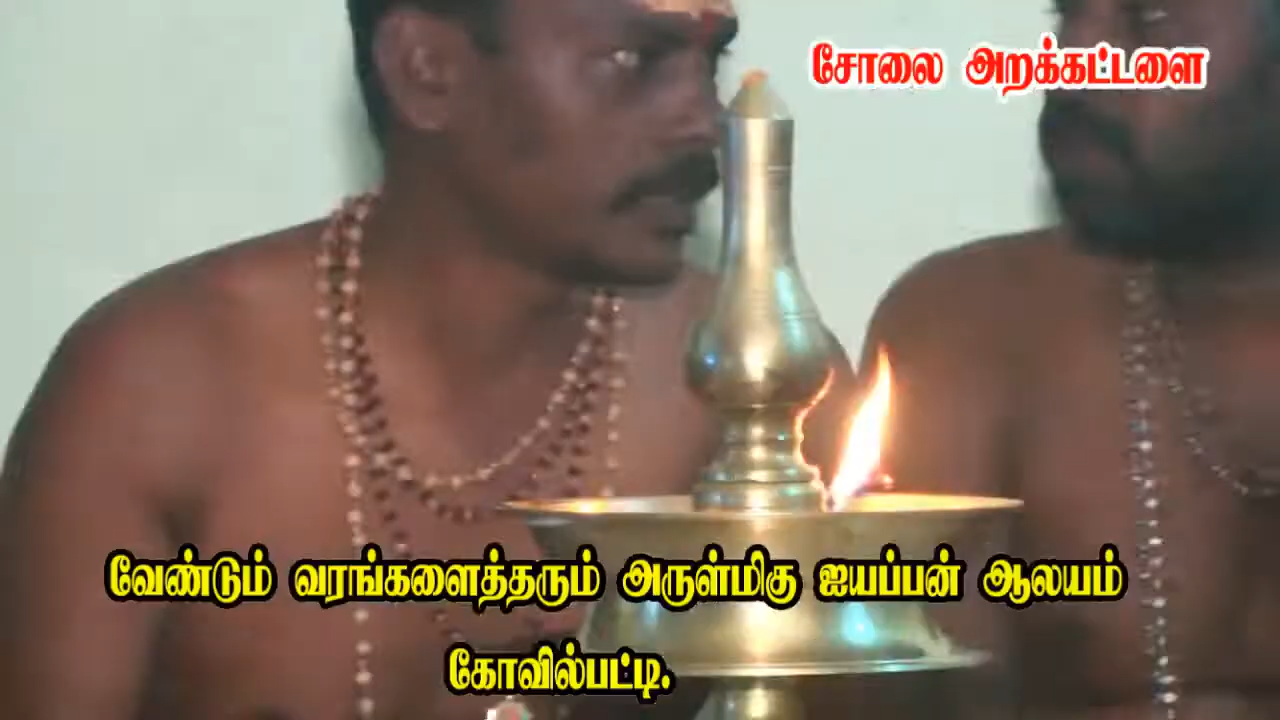 சோலை அறக்கட்டளை
வேண்டும் வரங்களைத்தரும் அருள்மிகு ஐயப்பன் ஆலயம்
கோவில்பட்டி.